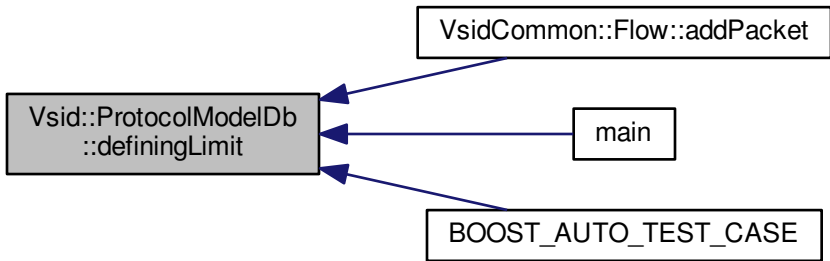 VsidCommon::Flow::addPacket
Vsid::ProtocolModelDb
::definingLimit
main
BOOST_AUTO_TEST_CASE